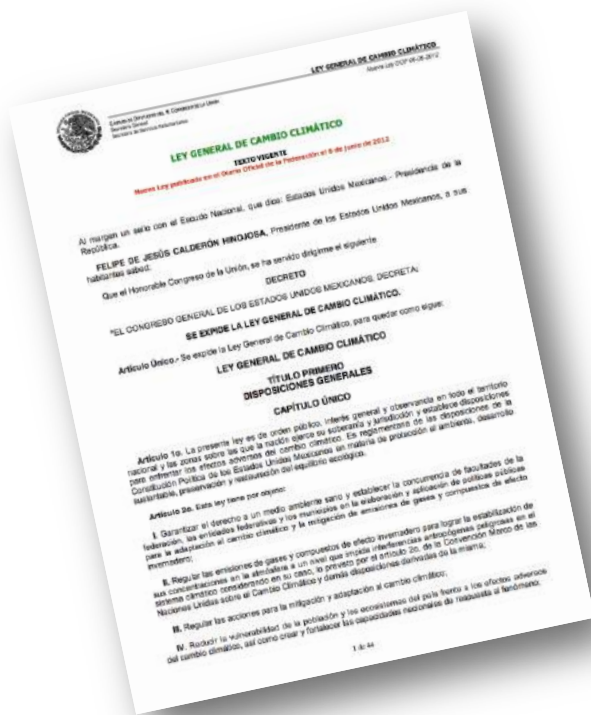 LEY GENERAL DE CAMBIO CLIMÁTICO
Nueva Ley DOF 06-06-2012
CÁMARA DE DIPUTADOS DEL H. CONGRESO DE LA UNIÓN
Secretaría General
Secretaría de Servicios Parlamentarios
LEY GENERAL DE CAMBIO CLIMÁTICO
TEXTO VIGENTE
Nueva Ley publicada en el Diario Oficial de la Federación el 6 de junio de 2012
Al margen un sello con el Escudo Nacional, que dice: Estados Unidos Mexicanos.- Presidencia de la
República.
FELIPE DE JESÚS CALDERÓN HINOJOSA, Presidente de los Estados Unidos Mexicanos, a sus
habitantes sabed:
Que el Honorable Congreso de la Unión, se ha servido dirigirme el siguiente
DECRETO
"EL CONGRESO GENERAL DE LOS ESTADOS UNIDOS MEXICANOS, DECRETA:
SE EXPIDE LA LEY GENERAL DE CAMBIO CLIMÁTICO.
Artículo Único.- Se expide la Ley General de Cambio Climático, para quedar como sigue:
LEY GENERAL DE CAMBIO CLIMÁTICO
TÍTULO PRIMERO
DISPOSICIONES GENERALES
CAPÍTULO ÚNICO
Artículo 1o. La presente ley es de orden público, interés general y observancia en todo el territorio
nacional y las zonas sobre las que la nación ejerce su soberanía y jurisdicción y establece disposiciones
para enfrentar los efectos adversos del cambio climático. Es reglamentaria de las disposiciones de la
Constitución Política de los Estados Unidos Mexicanos en materia de protección al ambiente, desarrollo
sustentable, preservación y restauración del equilibrio ecológico.
Artículo 2o. Esta ley tiene por objeto:
I. Garantizar el derecho a un medio ambiente sano y establecer la concurrencia de facultades de la
federación, las entidades federativas y los municipios en la elaboración y aplicación de políticas públicas
para la adaptación al cambio climático y la mitigación de emisiones de gases y compuestos de efecto
invernadero;
II. Regular las emisiones de gases y compuestos de efecto invernadero para lograr la estabilización de
sus concentraciones en la atmósfera a un nivel que impida interferencias antropógenas peligrosas en el
sistema climático considerando en su caso, lo previsto por el artículo 2o. de la Convención Marco de las
Naciones Unidas sobre el Cambio Climático y demás disposiciones derivadas de la misma;
III. Regular las acciones para la mitigación y adaptación al cambio climático;
IV. Reducir la vulnerabilidad de la población y los ecosistemas del país frente a los efectos adversos
del cambio climático, así como crear y fortalecer las capacidades nacionales de respuesta al fenómeno;
1 de 44